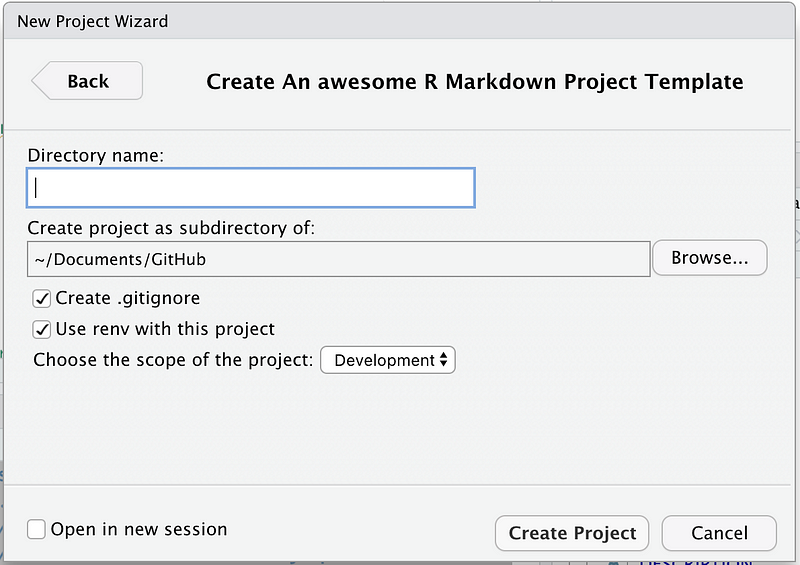 New Project Wizard
Back
Create An awesome R Markdown Project Template
Directory name:
Create project as subdirectory of:
~/Documents/GitHub
Browse...
Create .gitignore
Use renv with this project
Choose the scope of the project: Development
Open in new session
Create Project
Cancel